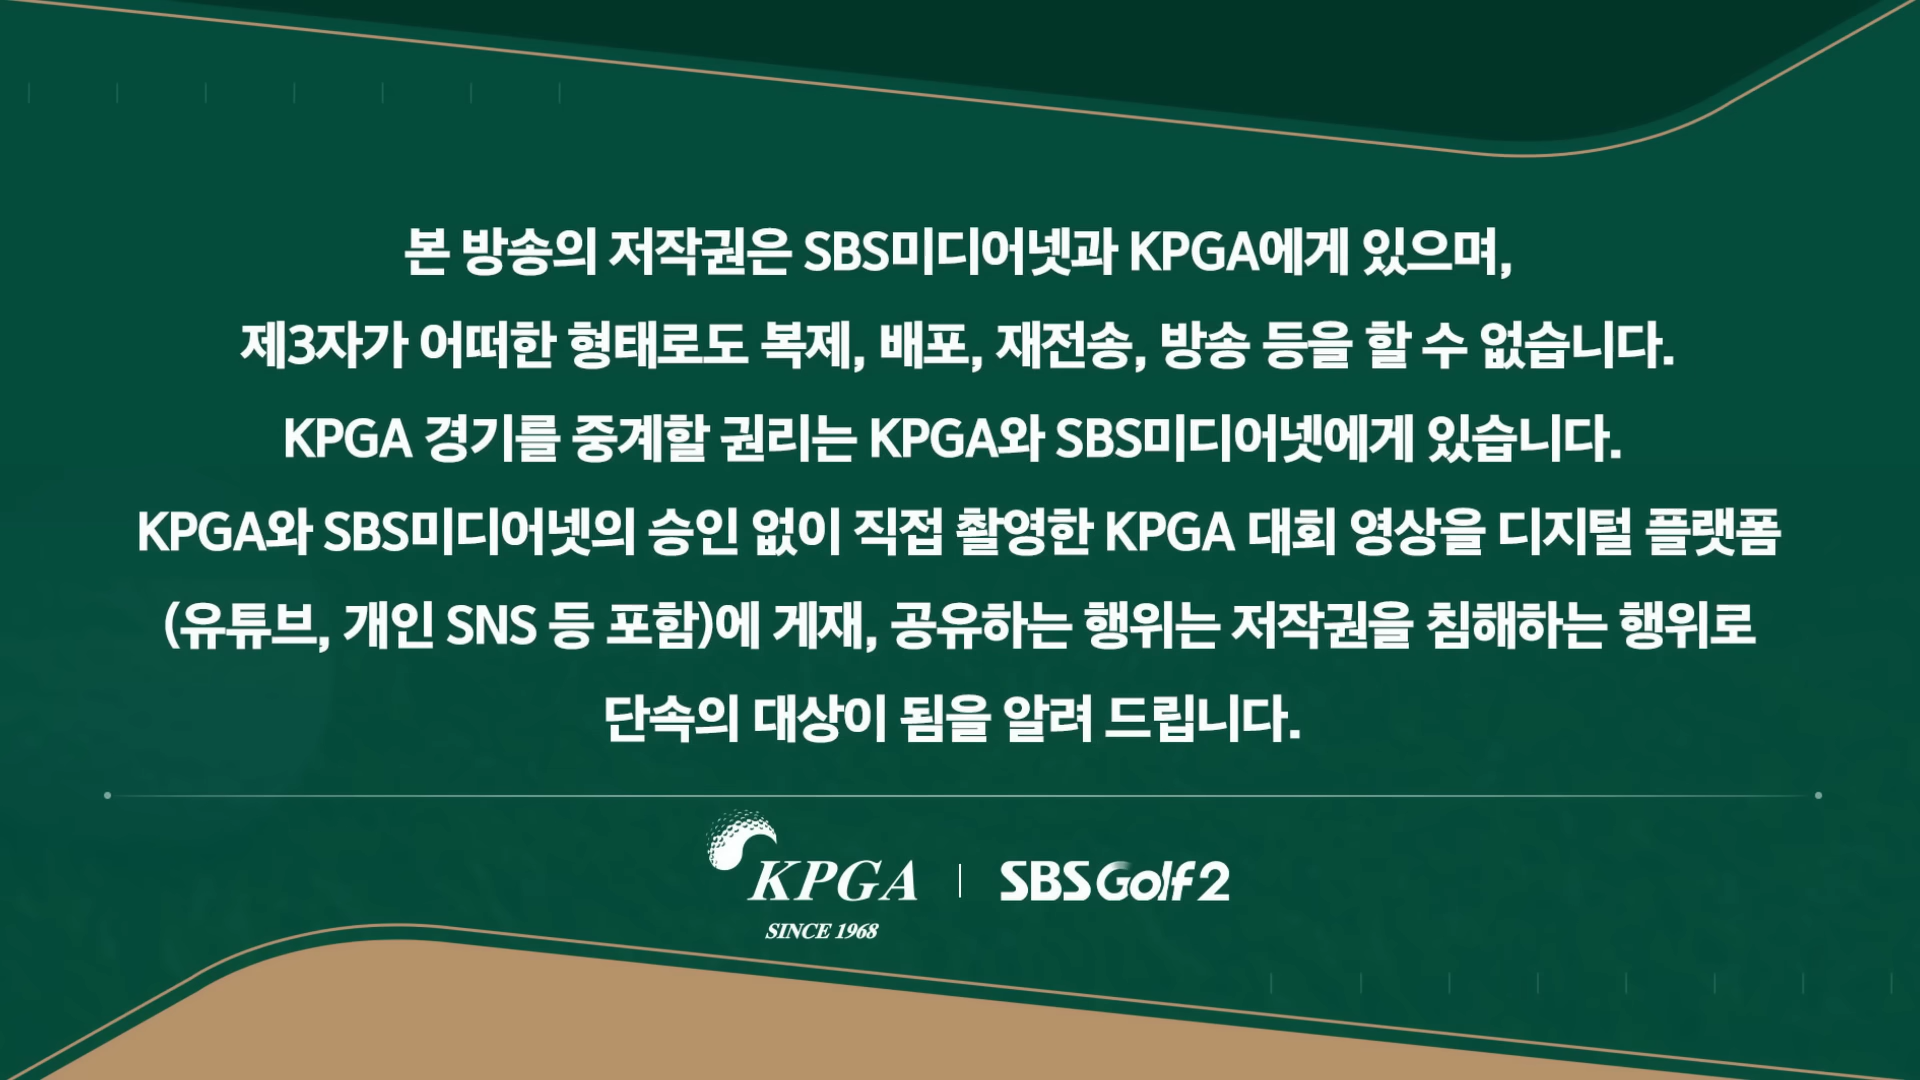 본 방송의 저작권은 SBS미디어넷과 KPGA에게 있으며,
제3자가 어떠한 형태로도 복제, 배포, 재전송, 방송 등을 할 수 없습니다.
KPGA 경기를 중계할 권리는 KPGA와 SBS미디어넷에게 있습니다.
KPGA와 SBS미디어넷의 승인 없이 직접 촬영한 KPGA 대회 영상을 디지털 플랫폼
(유튜브, 개인 SNS 등 포함)에 게재, 공유하는 행위는 저작권을 침해하는 행위로
단속의 대상이 됨을 알려 드립니다.
KPGA | SBS Golf 2
SINCE 1968